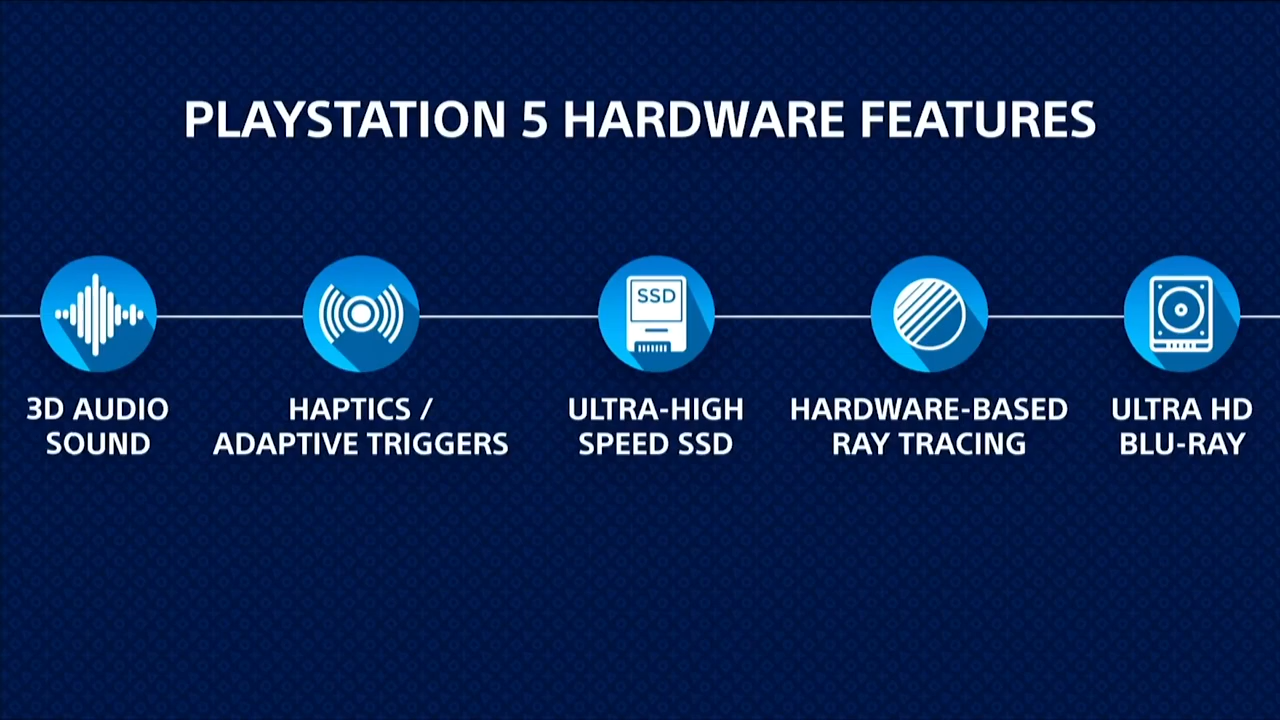 PLAYSTATION 5 HARDWARE FEATURES
SSD
3D AUDIO
SOUND
HAPTICS /
ADAPTIVE TRIGGERS
ULTRA-HIGH
SPEED SSD
HARDWARE-BASED
RAY TRACING
ULTRA HD
BLU-RAY